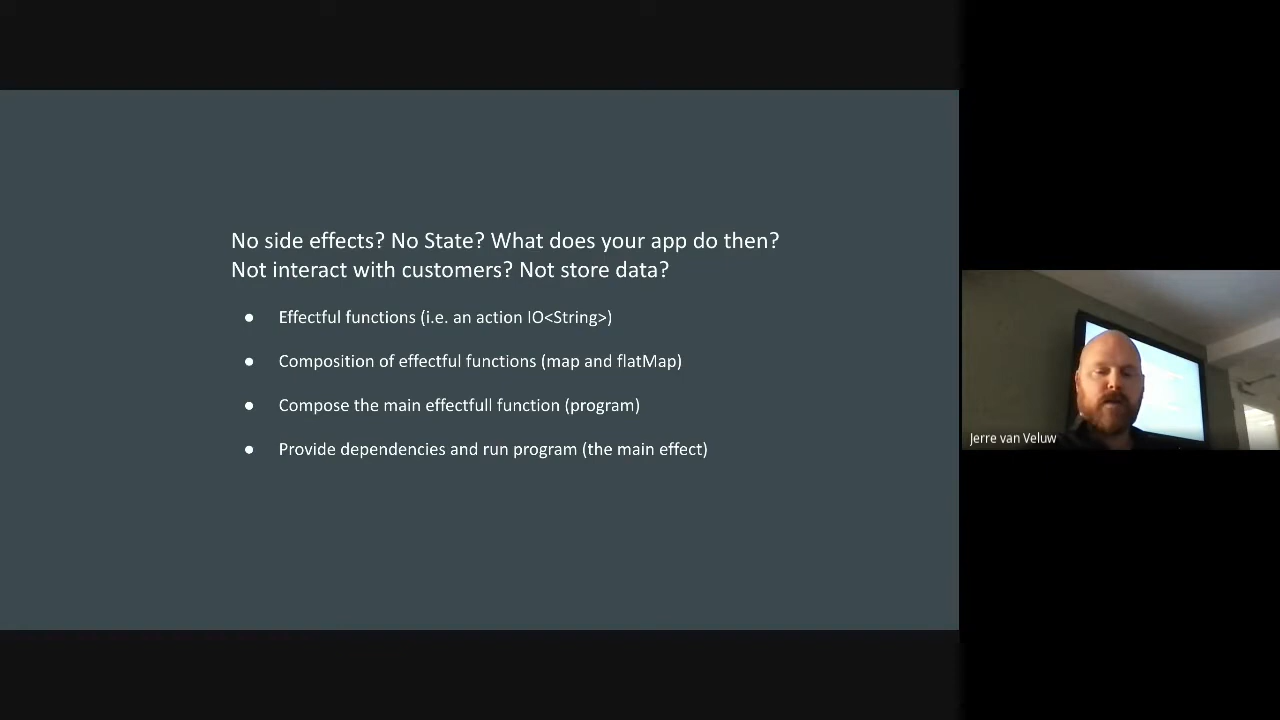 No side effects? No State? What does your app do then?
Not interact with customers? Not store data?
● Effectful functions (i.e. an action IO<String>)
● Composition of effectful functions (map and flatMap)
● Compose the main effectfull function (program)
● Provide dependencies and run program (the main effect)
Jerre van Veluw